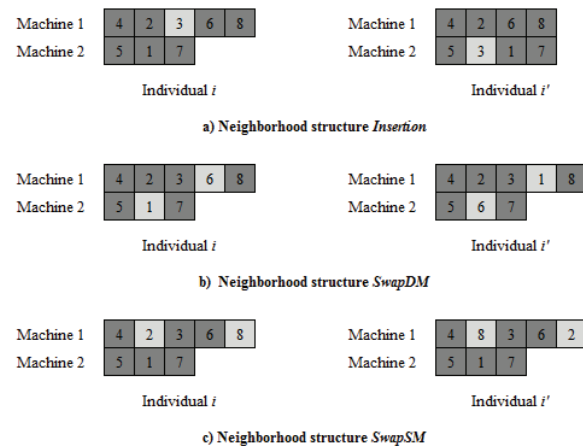 Machine 1 4 2 3 6 8 Machine 1 4 2 6 8
Machine 2 5 1 7 Machine 2 5 3 1 7
Individual i Individual i'
a) Neighborhood structure Insertion
Machine 1 4 2 3 6 8 Machine 1 4 2 3 1 8
Machine 2 5 1 7 Machine 2 5 6 7
Individual i Individual i'
b) Neighborhood structure SwapDM
Machine 1 4 2 3 6 8 Machine 1 4 8 3 6 2
Machine 2 5 1 7 Machine 2 5 1 7
Individual i Individual i'
c) Neighborhood structure SwapSM